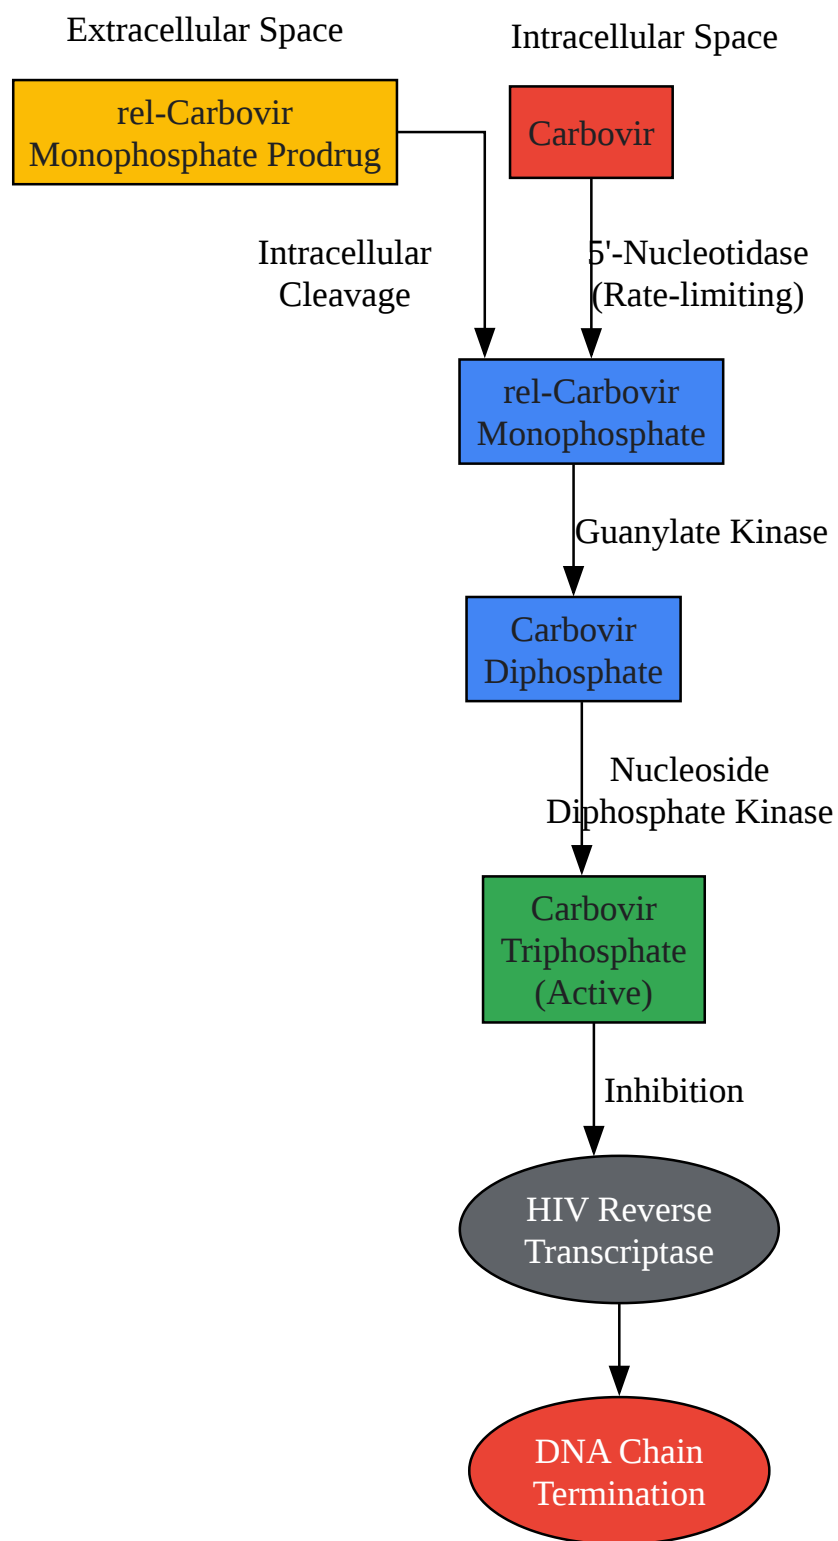 Extracellular Space
Intracellular Space
rel-Carbovir
Monophosphate Prodrug
Carbovir
Intracellular
Cleavage
5'-Nucleotidase
(Rate-limiting)
rel-Carbovir
Monophosphate
Guanylate Kinase
Carbovir
Diphosphate
Nucleoside
Diphosphate Kinase
Carbovir
Triphosphate
(Active)
Inhibition
HIV Reverse
Transcriptase
DNA Chain
Termination